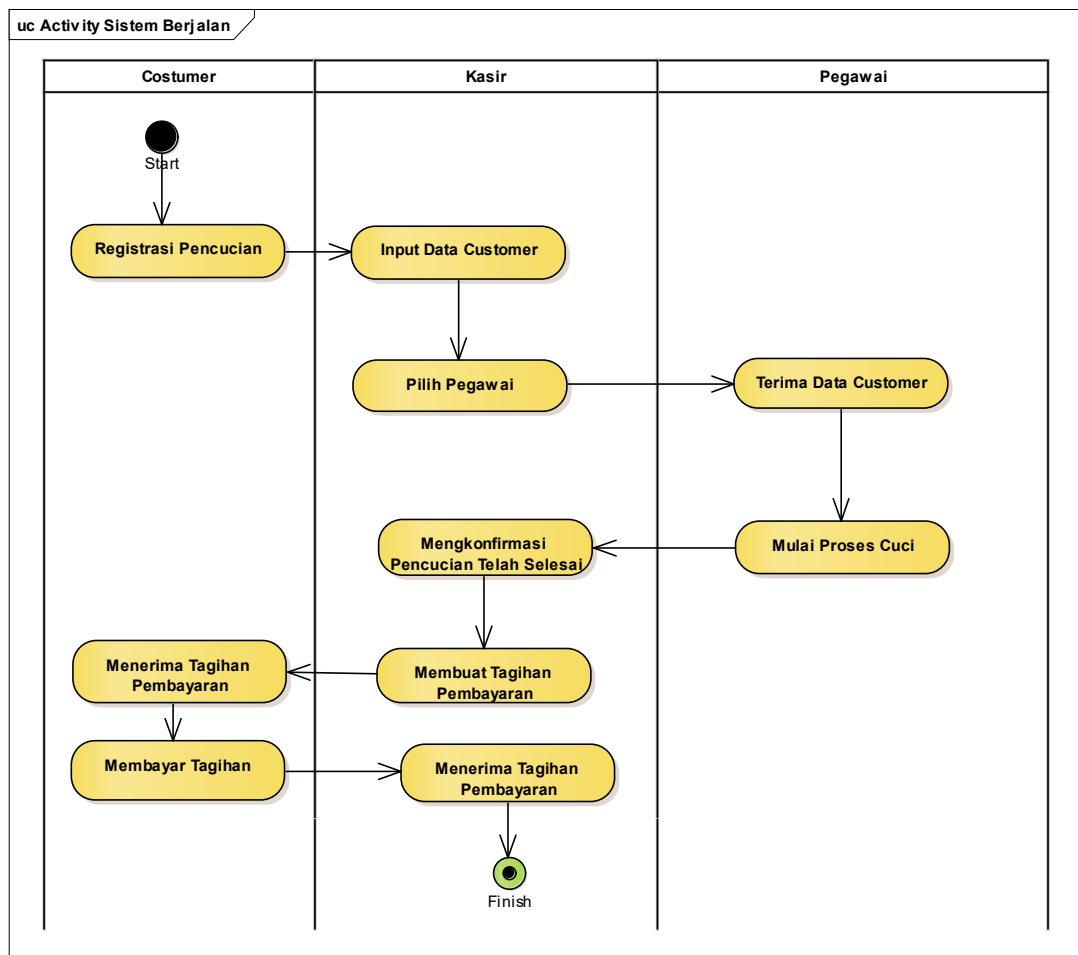 uc Activity Sistem Berjalan
Costumer
Kasir
Pegawai
Start
Registrasi Pencucian
Input Data Customer
Pilih Pegawai
Terima Data Customer
Mengkonfirmasi
Pencucian Telah Selesai
Mulai Proses Cuci
Menerima Tagihan
Pembayaran
Membuat Tagihan
Pembayaran
Membayar Tagihan
Menerima Tagihan
Pembayaran
Finish